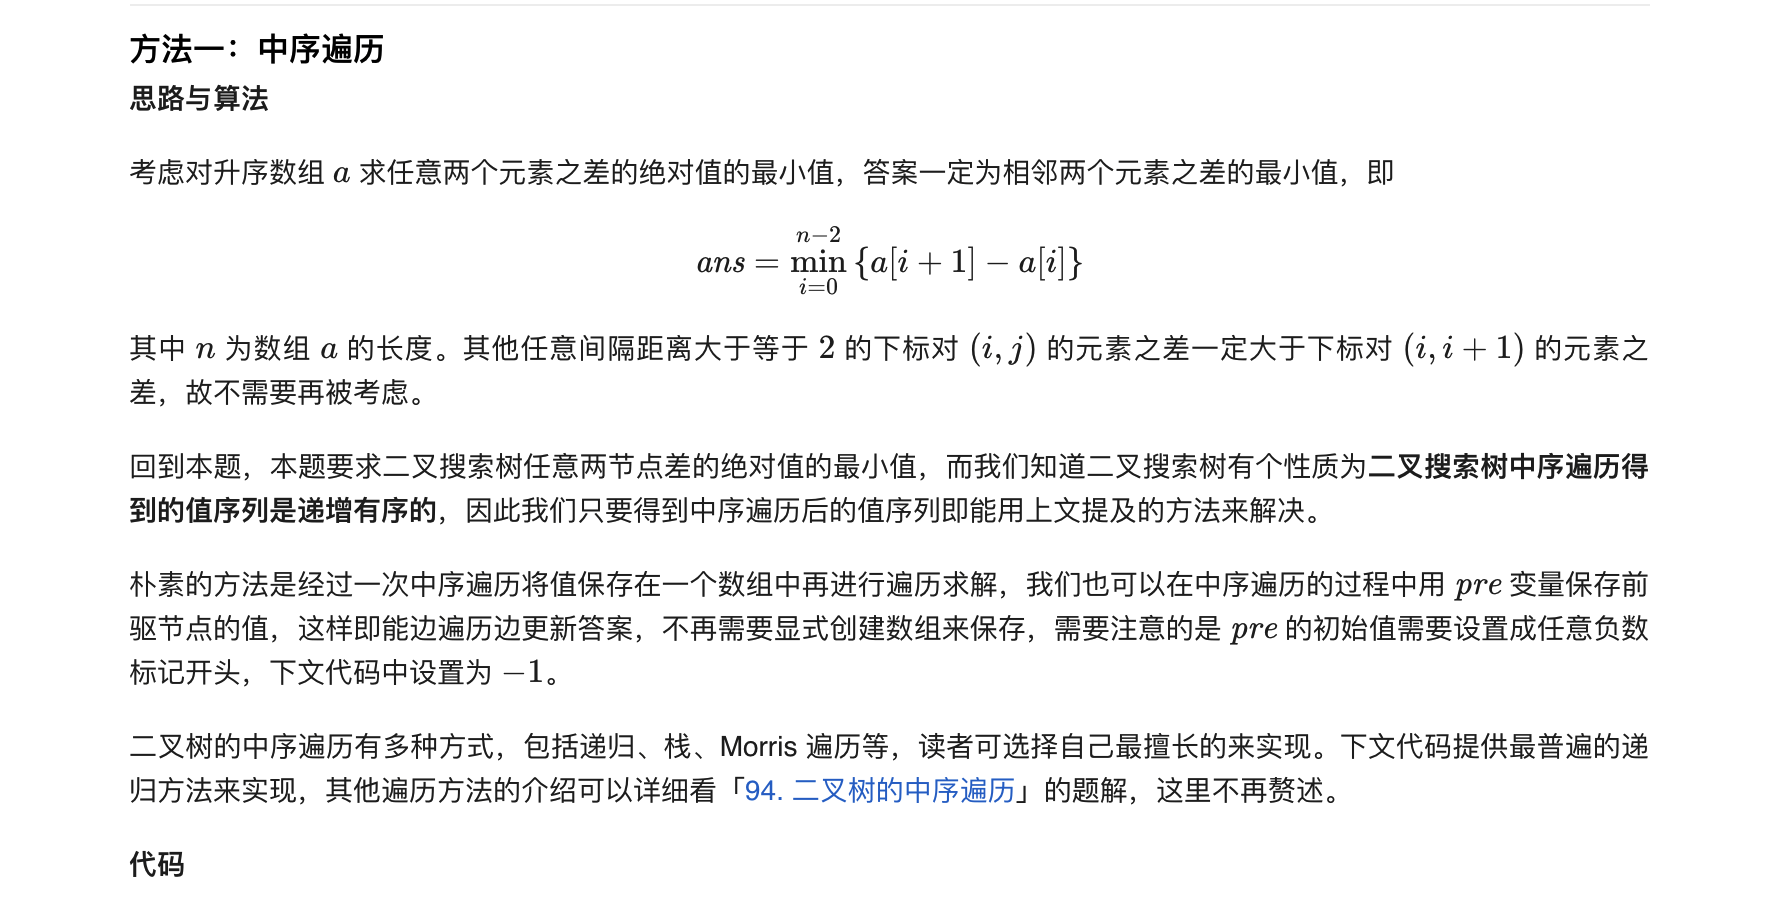 方法一：中序遍历
思路与算法
考虑对升序数组 a 求任意两个元素之差的绝对值的最小值，答案一定为相邻两个元素之差的最小值，即
ans = \min_{i=0}^{n-2} {a[i + 1] − a[i]}
其中 n 为数组 a 的长度。其他任意间隔距离大于等于 2 的下标对 (i, j) 的元素之差一定大于下标对 (i, i + 1) 的元素之
差，故不需要再被考虑。
回到本题，本题要求二叉搜索树任意两节点差的绝对值的最小值，而我们知道二叉搜索树有个性质为二叉搜索树中序遍历得
到的值序列是递增有序的，因此我们只要得到中序遍历后的值序列即能用上文提及的方法来解决。
朴素的方法是经过一次中序遍历将值保存在一个数组中再进行遍历求解，我们也可以在中序遍历的过程中用 pre 变量保存前
驱节点的值，这样即能边遍历边更新答案，不再需要显式创建数组来保存，需要注意的是 pre 的初始值需要设置成任意负数
标记开头，下文代码中设置为 −1。
二叉树的中序遍历有多种方式，包括递归、栈、Morris 遍历等，读者可选择自己最擅长的来实现。下文代码提供最普遍的递
归方法来实现，其他遍历方法的介绍可以详细看「94. 二叉树的中序遍历」的题解，这里不再赘述。
代码